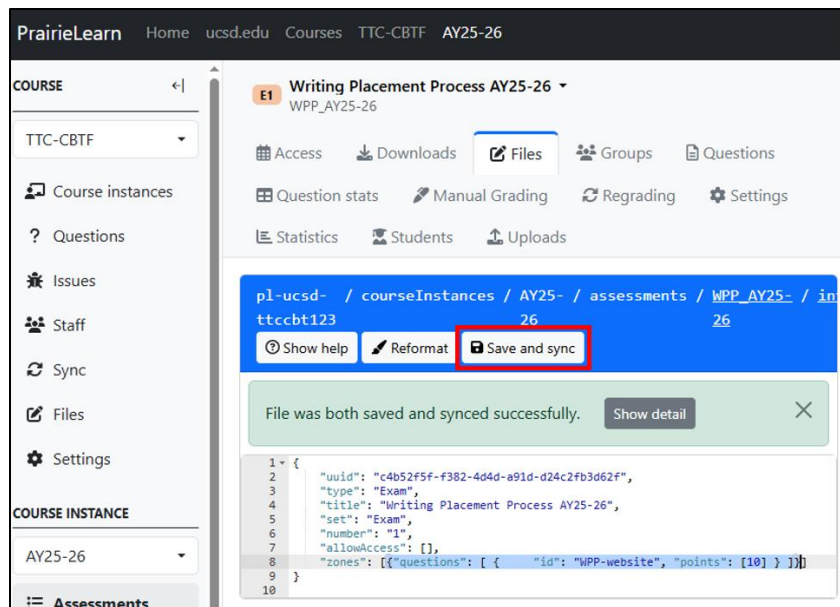 PrairieLearn Home ucsd.edu Courses TTC-CBTF AY25-26
COURSE
TTC-CBTF
Course instances
? Questions
Issues
Staff
Sync
Files
Settings
COURSE INSTANCE
AY25-26
Assessments
E1 Writing Placement Process AY25-26
WPP_AY25-26
Access Downloads Files Groups Questions
Question stats Manual Grading Regrading Settings
Statistics Students Uploads
pl-ucsd- / courseInstances / AY25- / assessments / WPP_AY25- / in
ttccbt123 26 26
Show help Reformat Save and sync
File was both saved and synced successfully. Show detail
1 {
2 "uuid": "c4b52f5f-f382-4d4d-a91d-d24c2fb3d62f",
3 "type": "Exam",
4 "title": "Writing Placement Process AY25-26",
5 "set": "Exam",
6 "number": "1",
7 "allowAccess": [],
8 "zones": [{"questions": [ { "id": "WPP-website", "points": [10] } ]}]
9 }
10